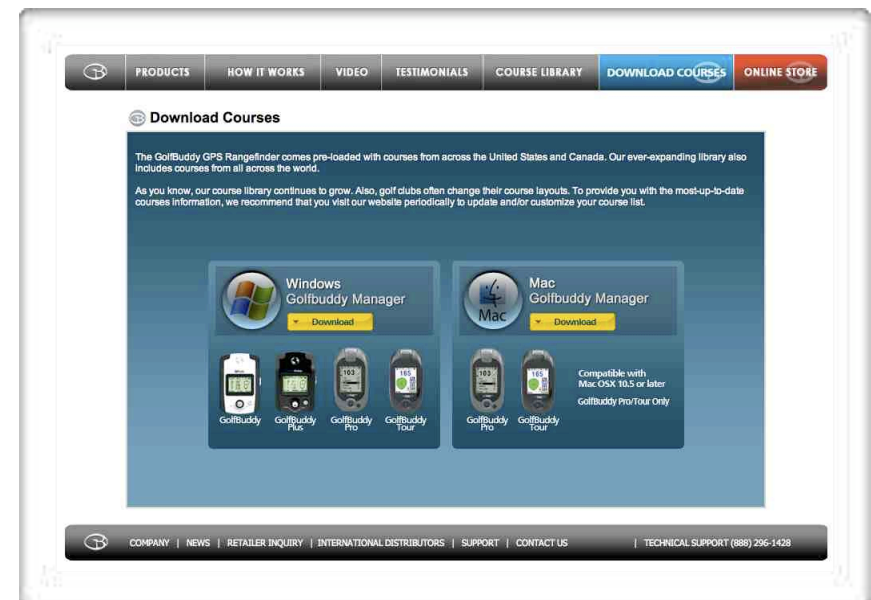 PRODUCTS HOW IT WORKS VIDEO TESTIMONIALS COURSE LIBRARY DOWNLOAD COURSES ONLINE STORE
Download Courses
The GolfBuddy GPS Rangefinder comes pre-loaded with courses from across the United States and Canada. Our ever-expanding library also
includes courses from all across the world.
As you know, our course library continues to grow. Also, golf clubs often change their course layouts. To provide you with the most-up-to-date
courses information, we recommend that you visit our website periodically to update and/or customize your course list.
Windows
Golfbuddy Manager
Download
GolfBuddy
GolfBuddy
Plus
GolfBuddy
Pro
GolfBuddy
Tour
Mac
Mac
Golfbuddy Manager
Download
GolfBuddy
Pro
GolfBuddy
Tour
Compatible with
Mac OSX 10.5 or later
GolfBuddy Pro/Tour Only
COMPANY | NEWS | RETAILER INQUIRY | INTERNATIONAL DISTRIBUTORS | SUPPORT | CONTACT US | TECHNICAL SUPPORT (888) 296-1428